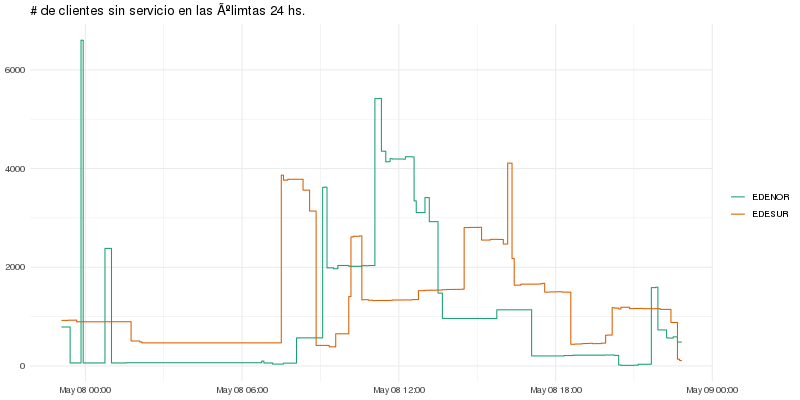 # de clientes sin servicio en las Ãºlimtas 24 hs.
6000
4000
2000
0
May 08 00:00
May 08 06:00
May 08 12:00
May 08 18:00
May 09 00:00
EDENOR
EDESUR